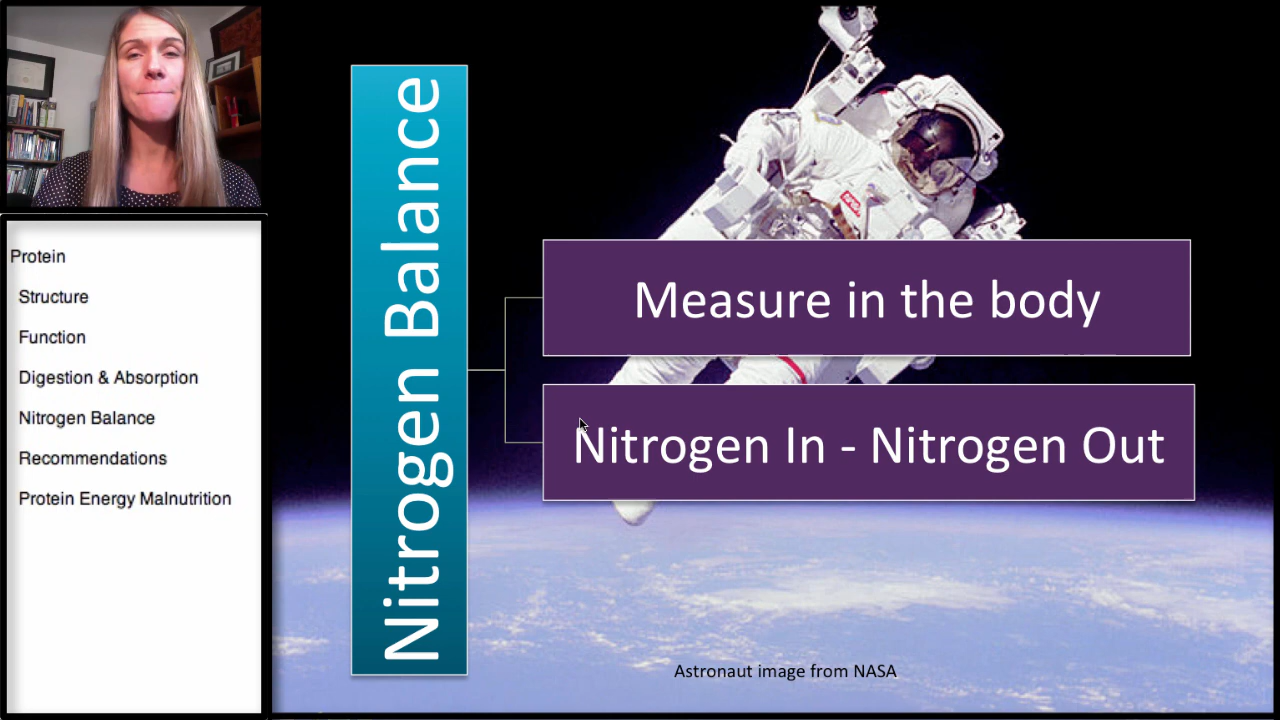 Protein
Structure
Function
Digestion & Absorption
Nitrogen Balance
Recommendations
Protein Energy Malnutrition
Nitrogen Balance
Measure in the body
Nitrogen In - Nitrogen Out
Astronaut image from NASA